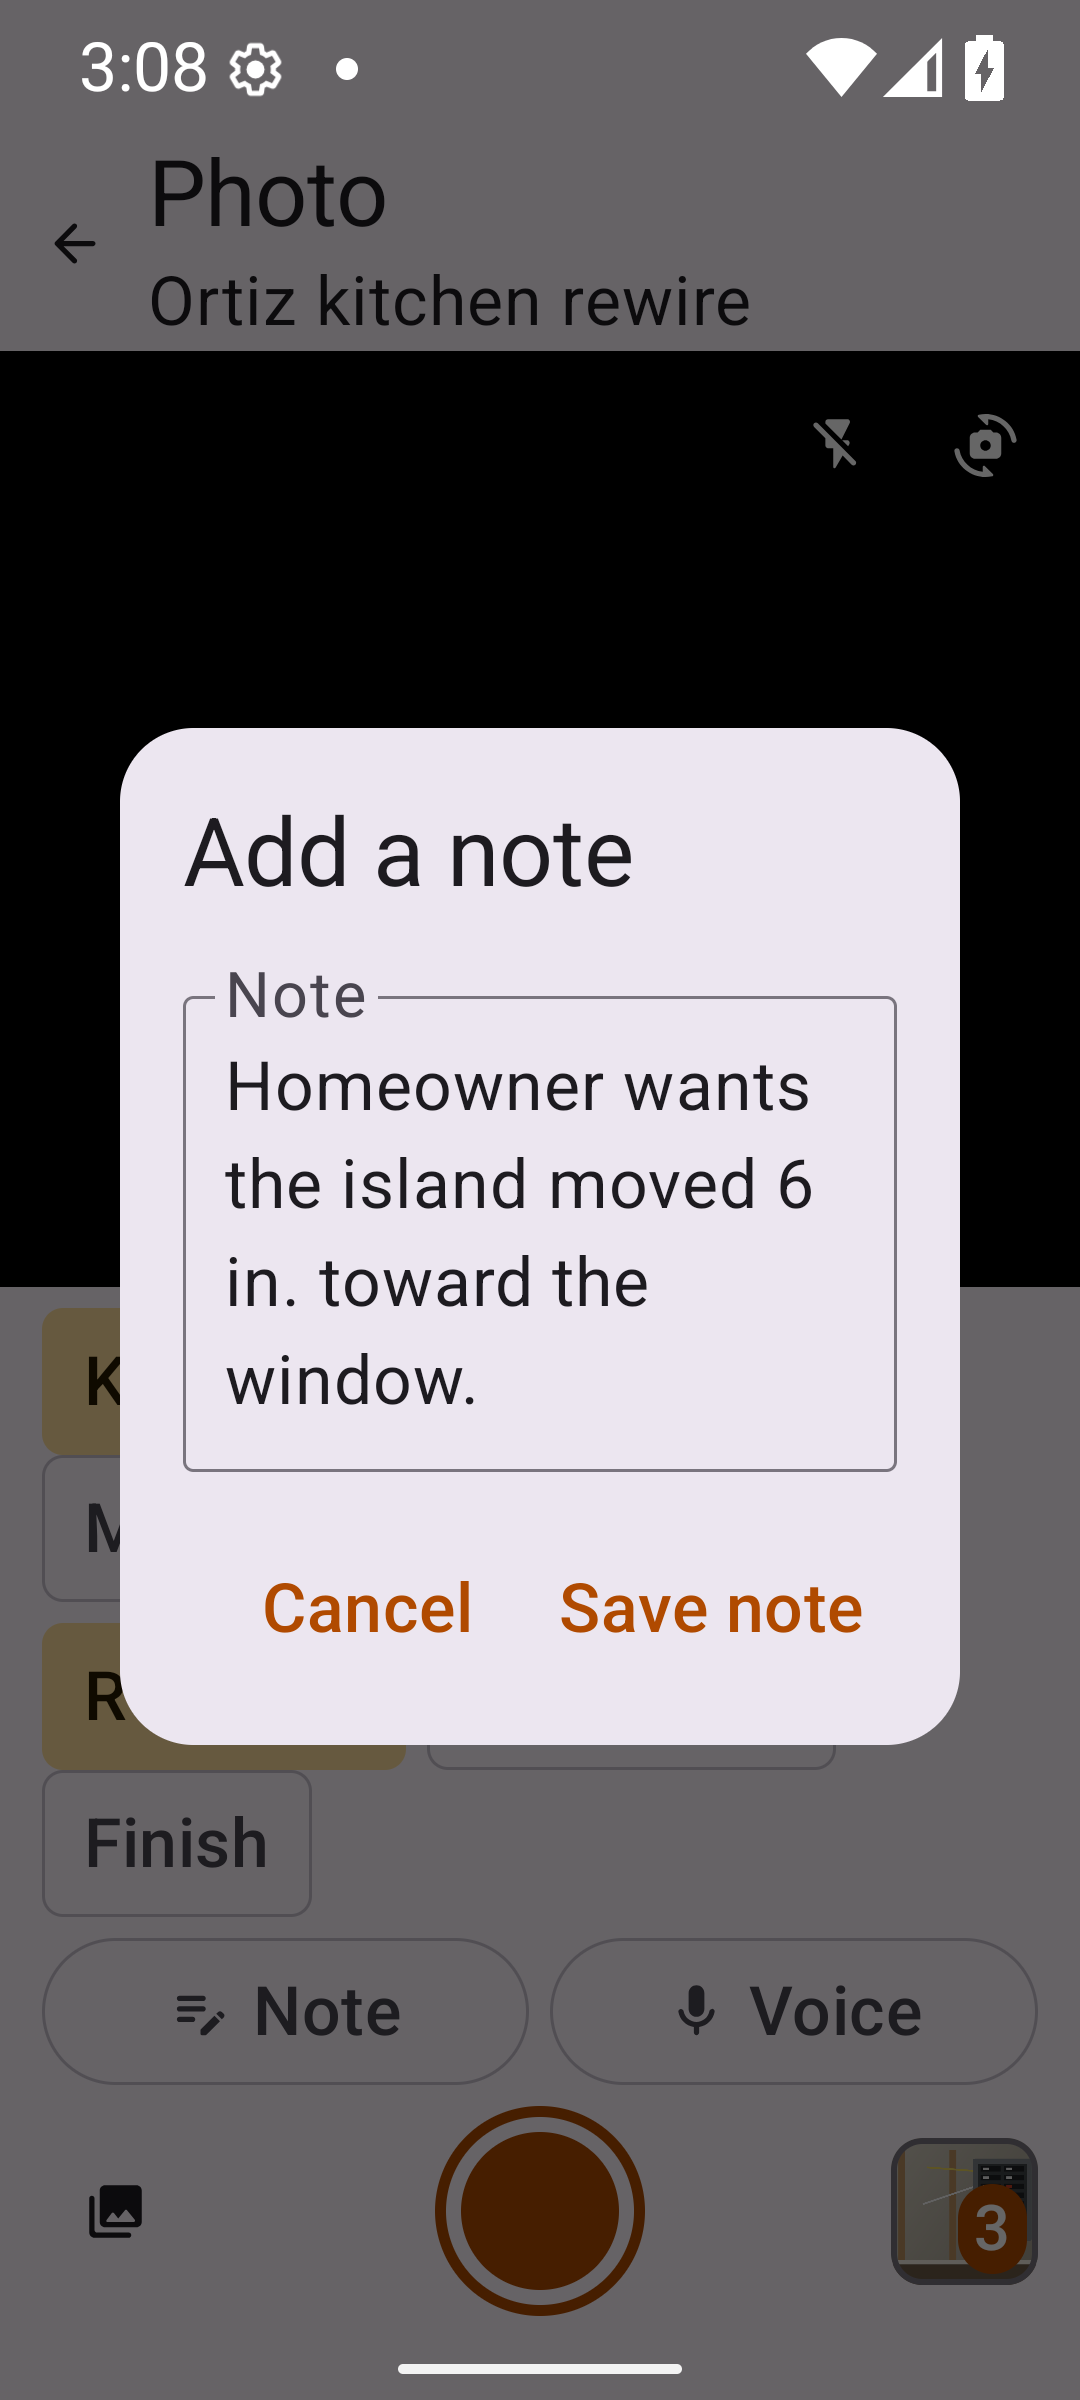 3:08
Photo
Ortiz kitchen rewire
Add a note
Note
Homeowner wants
the island moved 6
in. toward the
window.
Cancel
Save note
Finish
Note
Voice
3